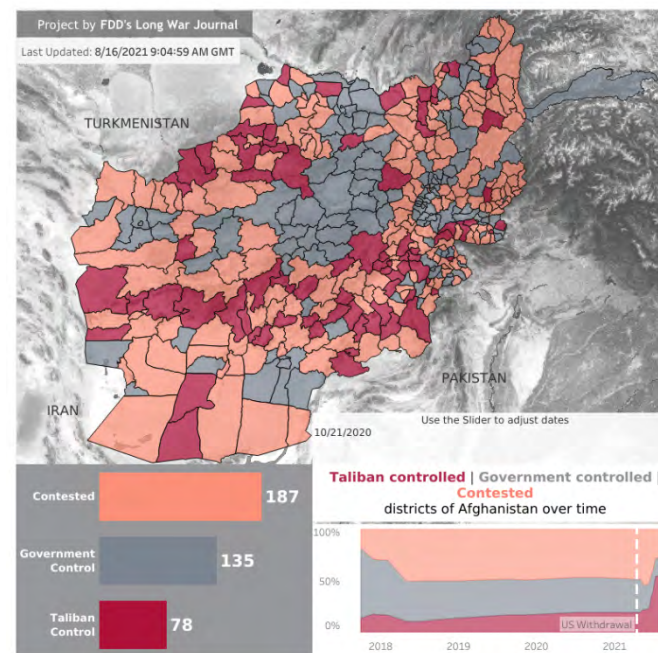 Project by FDD's Long War Journal
Last Updated: 8/16/2021 9:04:59 AM GMT
TURKMENISTAN
PAKISTAN
IRAN
Use the Slider to adjust dates
10/21/2020
Contested
187
Government
Control
135
Taliban
Control
78
Taliban controlled | Government controlled |
Contested
districts of Afghanistan over time
100%
50%
0%
US Withdrawal
2018
2019
2020
2021